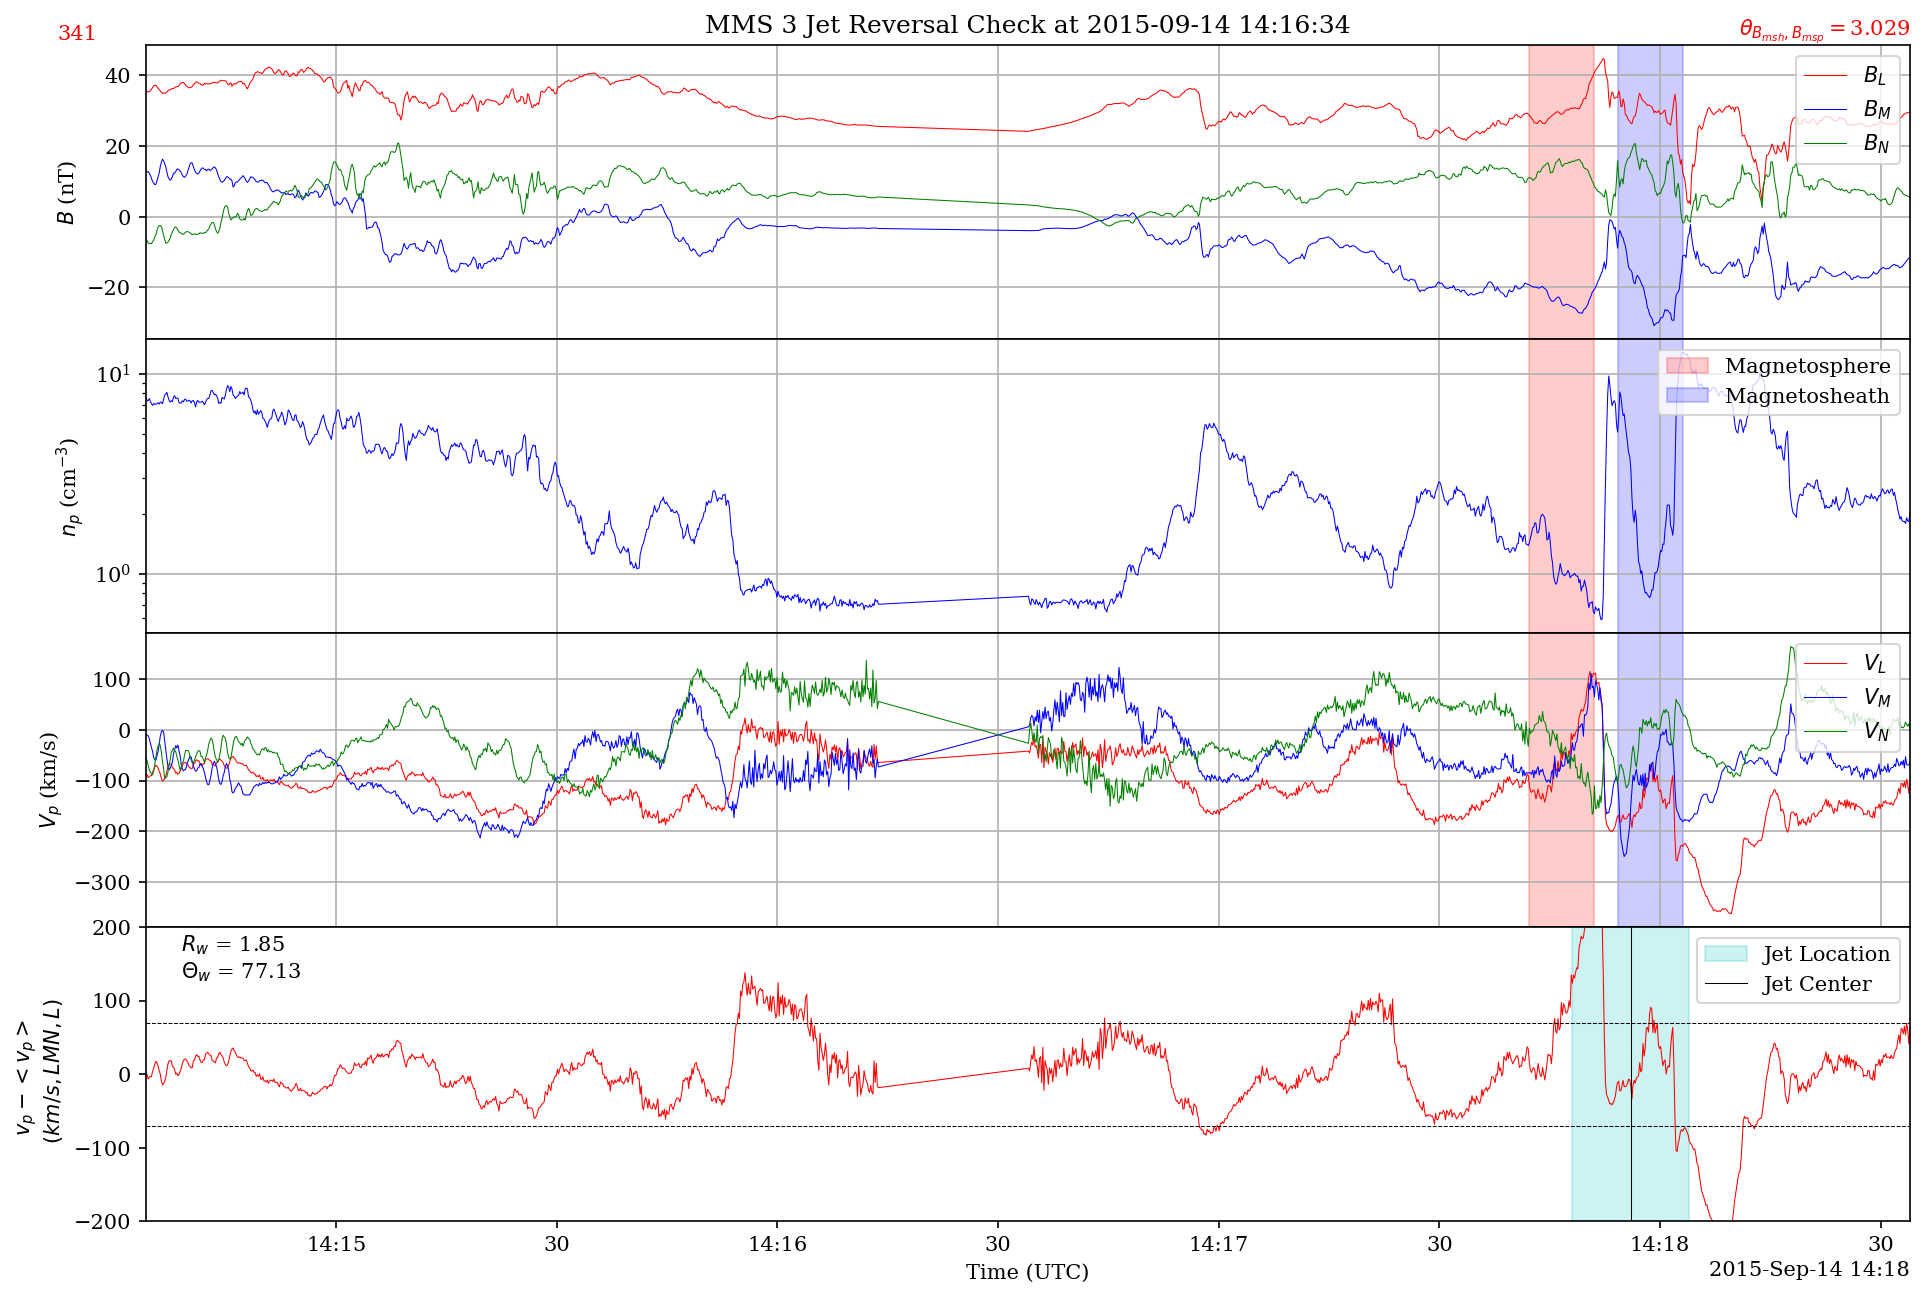 341
MMS 3 Jet Reversal Check at 2015-09-14 14:16:34
θ_{B_{msh}, B_{msp}} = 3.029
40
20
0
−20
B (nT)
B_L
B_M
B_N
10^1
10^0
n_p (cm^{−3})
Magnetosphere
Magnetosheath
100
0
−100
−200
−300
V_p (km/s)
V_L
V_M
V_N
200
100
0
−100
−200
v_p − < v_p >
(km/s, LMN, L)
R_w = 1.85
Θ_w = 77.13
Jet Location
Jet Center
14:15
30
14:16
30
14:17
30
14:18
30
Time (UTC)
2015-Sep-14 14:18